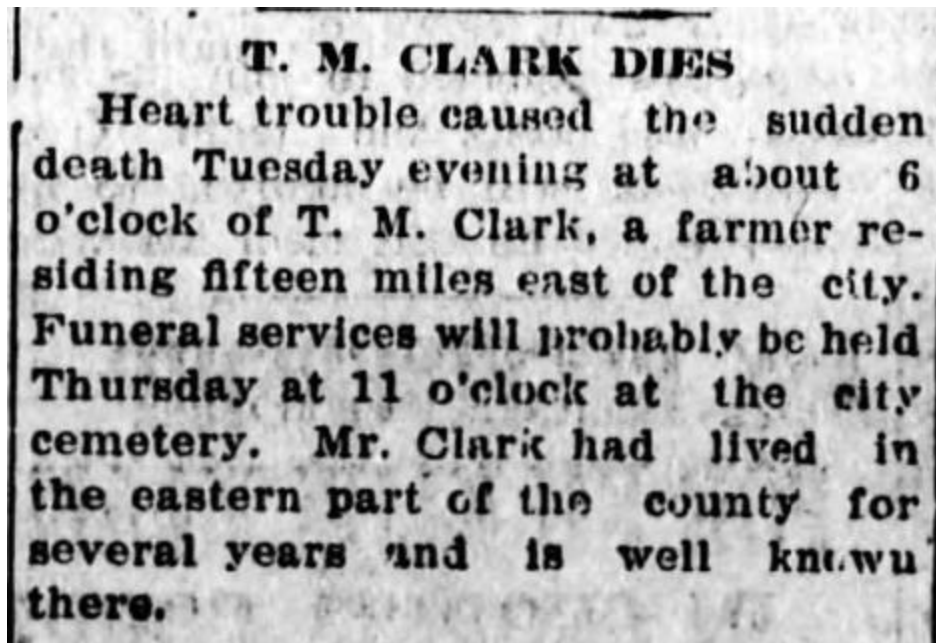 T. M. CLARK DIES
Heart trouble caused the sudden
death Tuesday evening at about 6
o'clock of T. M. Clark, a farmer re-
siding fifteen miles east of the city.
Funeral services will probably be held
Thursday at 11 o'clock at the city
cemetery. Mr. Clark had lived in
the eastern part of the county for
several years and is well known
there.